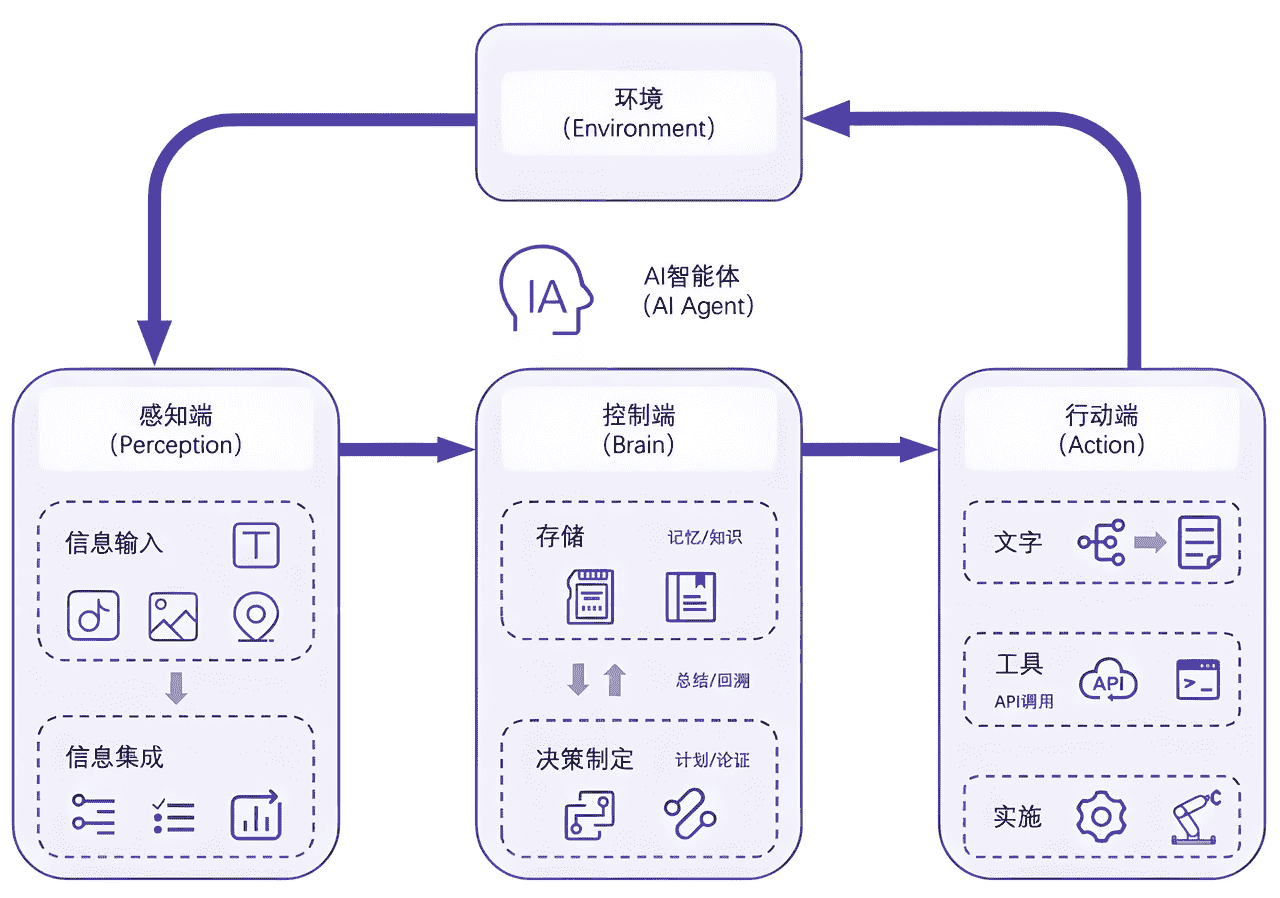 环境
(Environment)
IA
AI智能体
(AI Agent)
感知端
(Perception)
信息输入
T
信息集成
控制端
(Brain)
存储
记忆/知识
总结/回溯
决策制定
计划/论证
行动端
(Action)
文字
工具
API调用
API
>_
实施